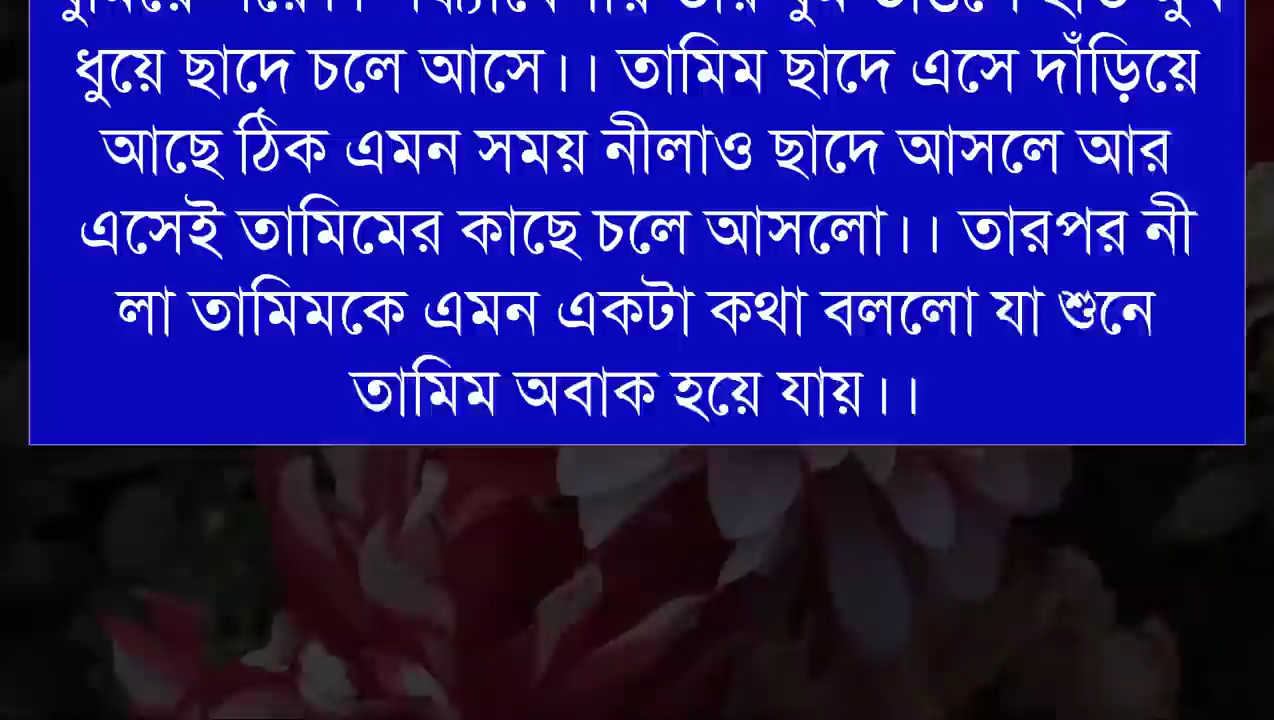 ধুয়ে ছাদে চলে আসে।। তামিম ছাদে এসে দাঁড়িয়ে
আছে ঠিক এমন সময় নীলাও ছাদে আসলে আর
এসেই তামিমের কাছে চলে আসলো।। তারপর নী
লা তামিমকে এমন একটা কথা বললো যা শুনে
তামিম অবাক হয়ে যায়।।